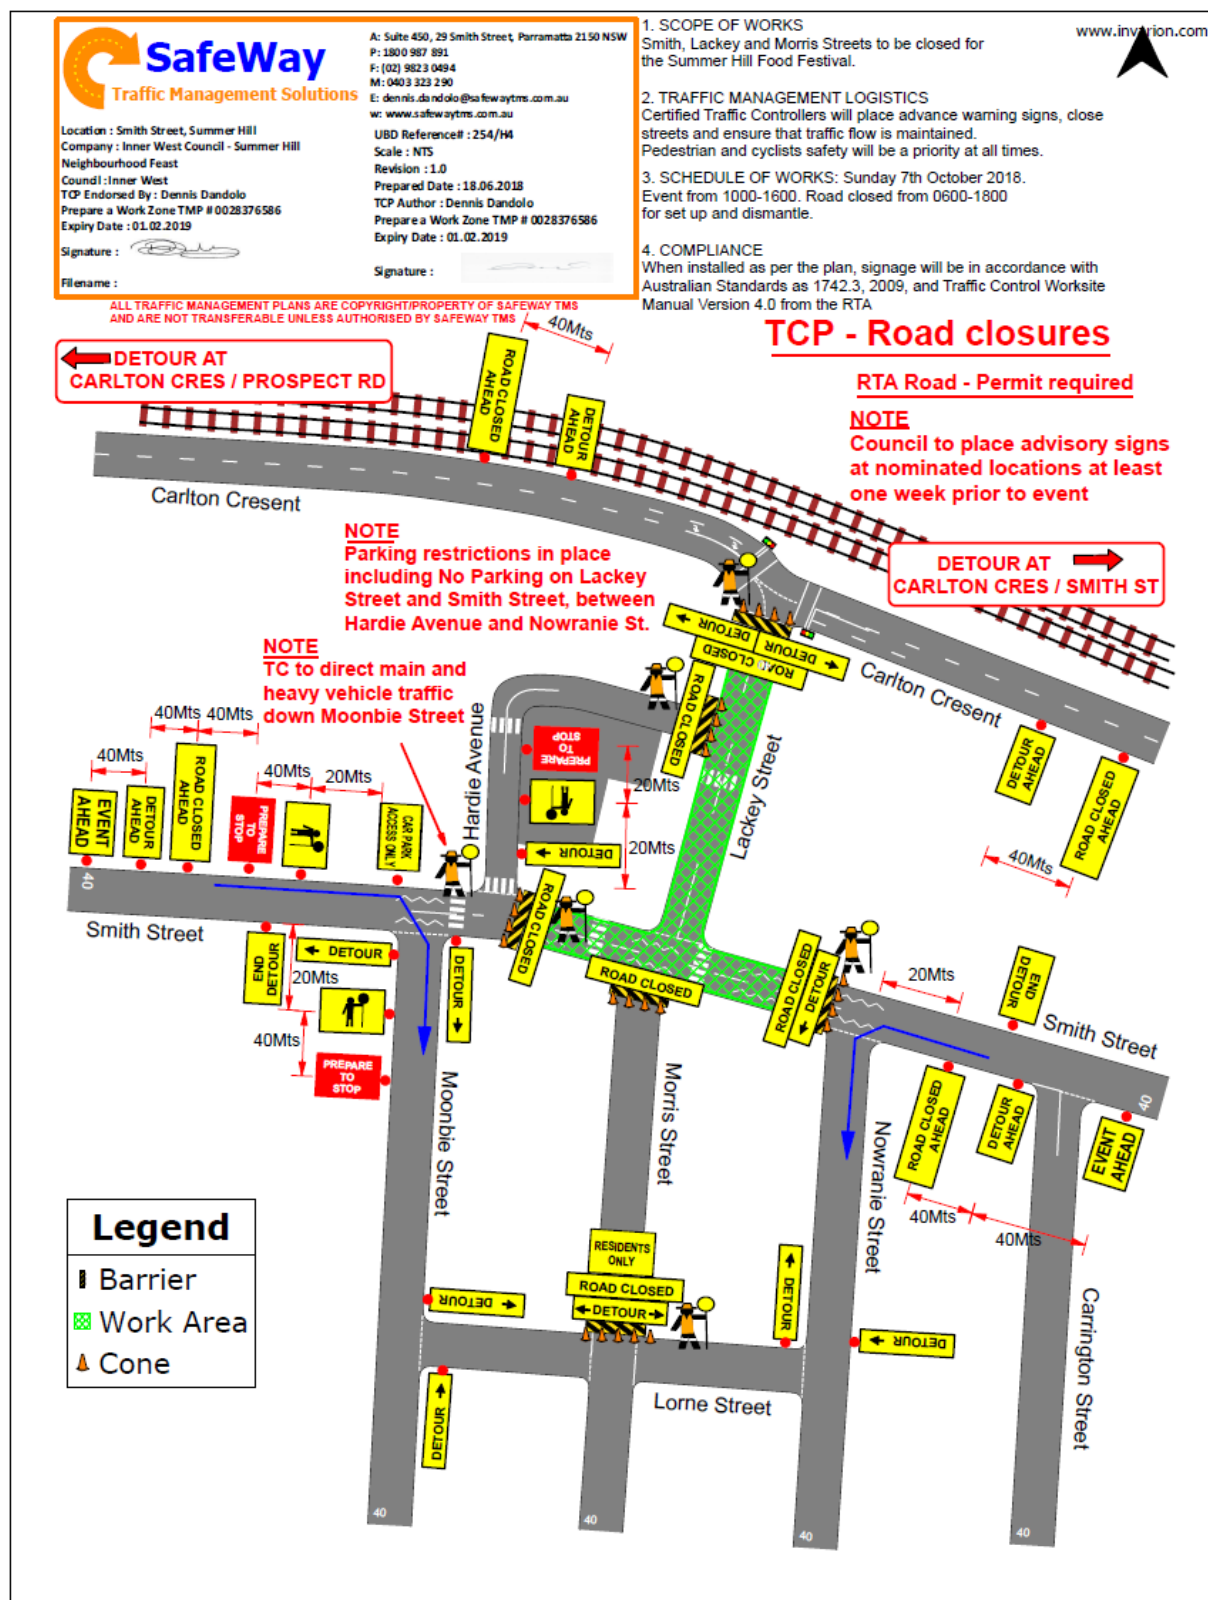 SafeWay
Traffic Management Solutions
Location : Smith Street, Summer Hill
Company : Inner West Council - Summer Hill
Neighbourhood Feast
Council : Inner West
TCP Endorsed By : Dennis Dandolo
Prepare a Work Zone TMP # 0028376586
Expiry Date : 01.02.2019
Signature :
Filename :
A: Suite 450, 29 Smith Street, Parramatta 2150 NSW
P: 1800 987 891
F: (02) 9823 0494
M: 0403 323 290
E: dennis.dandolo@safewaytms.com.au
w: www.safewaytms.com.au
UBD Reference# : 254/H4
Scale : NTS
Revision : 1.0
Prepared Date : 18.06.2018
TCP Author : Dennis Dandolo
Prepare a Work Zone TMP # 0028376586
Expiry Date : 01.02.2019
Signature :
1. SCOPE OF WORKS
Smith, Lackey and Morris Streets to be closed for
the Summer Hill Food Festival.
2. TRAFFIC MANAGEMENT LOGISTICS
Certified Traffic Controllers will place advance warning signs, close
streets and ensure that traffic flow is maintained.
Pedestrian and cyclists safety will be a priority at all times.
3. SCHEDULE OF WORKS: Sunday 7th October 2018.
Event from 1000-1600. Road closed from 0600-1800
for set up and dismantle.
4. COMPLIANCE
When installed as per the plan, signage will be in accordance with
Australian Standards as 1742.3, 2009, and Traffic Control Worksite
Manual Version 4.0 from the RTA
ALL TRAFFIC MANAGEMENT PLANS ARE COPYRIGHT/PROPERTY OF SAFEWAY TMS
AND ARE NOT TRANSFERABLE UNLESS AUTHORISED BY SAFEWAY TMS
TCP - Road closures
RTA Road - Permit required
NOTE
Council to place advisory signs
at nominated locations at least
one week prior to event
DETOUR AT
CARLTON CRES / PROSPECT RD
40Mts
ROAD CLOSED
AHEAD
DETOUR
AHEAD
Carlton Cresent
NOTE
Parking restrictions in place
including No Parking on Lackey
Street and Smith Street, between
Hardie Avenue and Nowranie St.
DETOUR AT
CARLTON CRES / SMITH ST
NOTE
TC to direct main and
heavy vehicle traffic
down Moonbie Street
DETOUR
DETOUR
ROAD CLOSED
ROAD CLOSED
Carlton Cresent
DETOUR
AHEAD
ROAD CLOSED
AHEAD
40Mts
40Mts
40Mts
40Mts
40Mts
20Mts
EVENT
AHEAD
DETOUR
AHEAD
ROAD CLOSED
AHEAD
PREPARE
TO
STOP
CAR PARK
ACCESS ONLY
Hardie Avenue
PREPARE
TO
STOP
20Mts
20Mts
DETOUR
Lackey Street
40
Smith Street
END
DETOUR
DETOUR
20Mts
40Mts
PREPARE
TO
STOP
DETOUR
ROAD CLOSED
ROAD CLOSED
ROAD CLOSED
DETOUR
20Mts
END
DETOUR
Smith Street
40
ROAD CLOSED
AHEAD
DETOUR
AHEAD
EVENT
AHEAD
40Mts
40Mts
Moonbie Street
Morris Street
Nowranie Street
Carrington Street
Legend
Barrier
Work Area
Cone
RESIDENTS
ONLY
ROAD CLOSED
DETOUR
DETOUR
DETOUR
DETOUR
DETOUR
Lorne Street
40
40
40
40